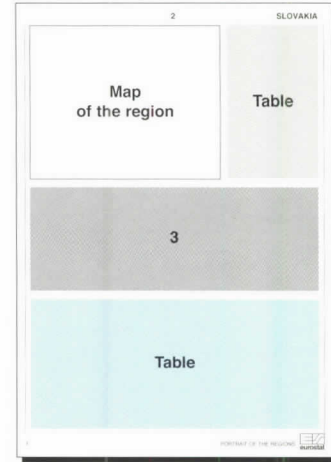 2 SLOVAKIA
Map
of the region
Table
3
Table
PORTRAIT OF THE REGIONS eurostat